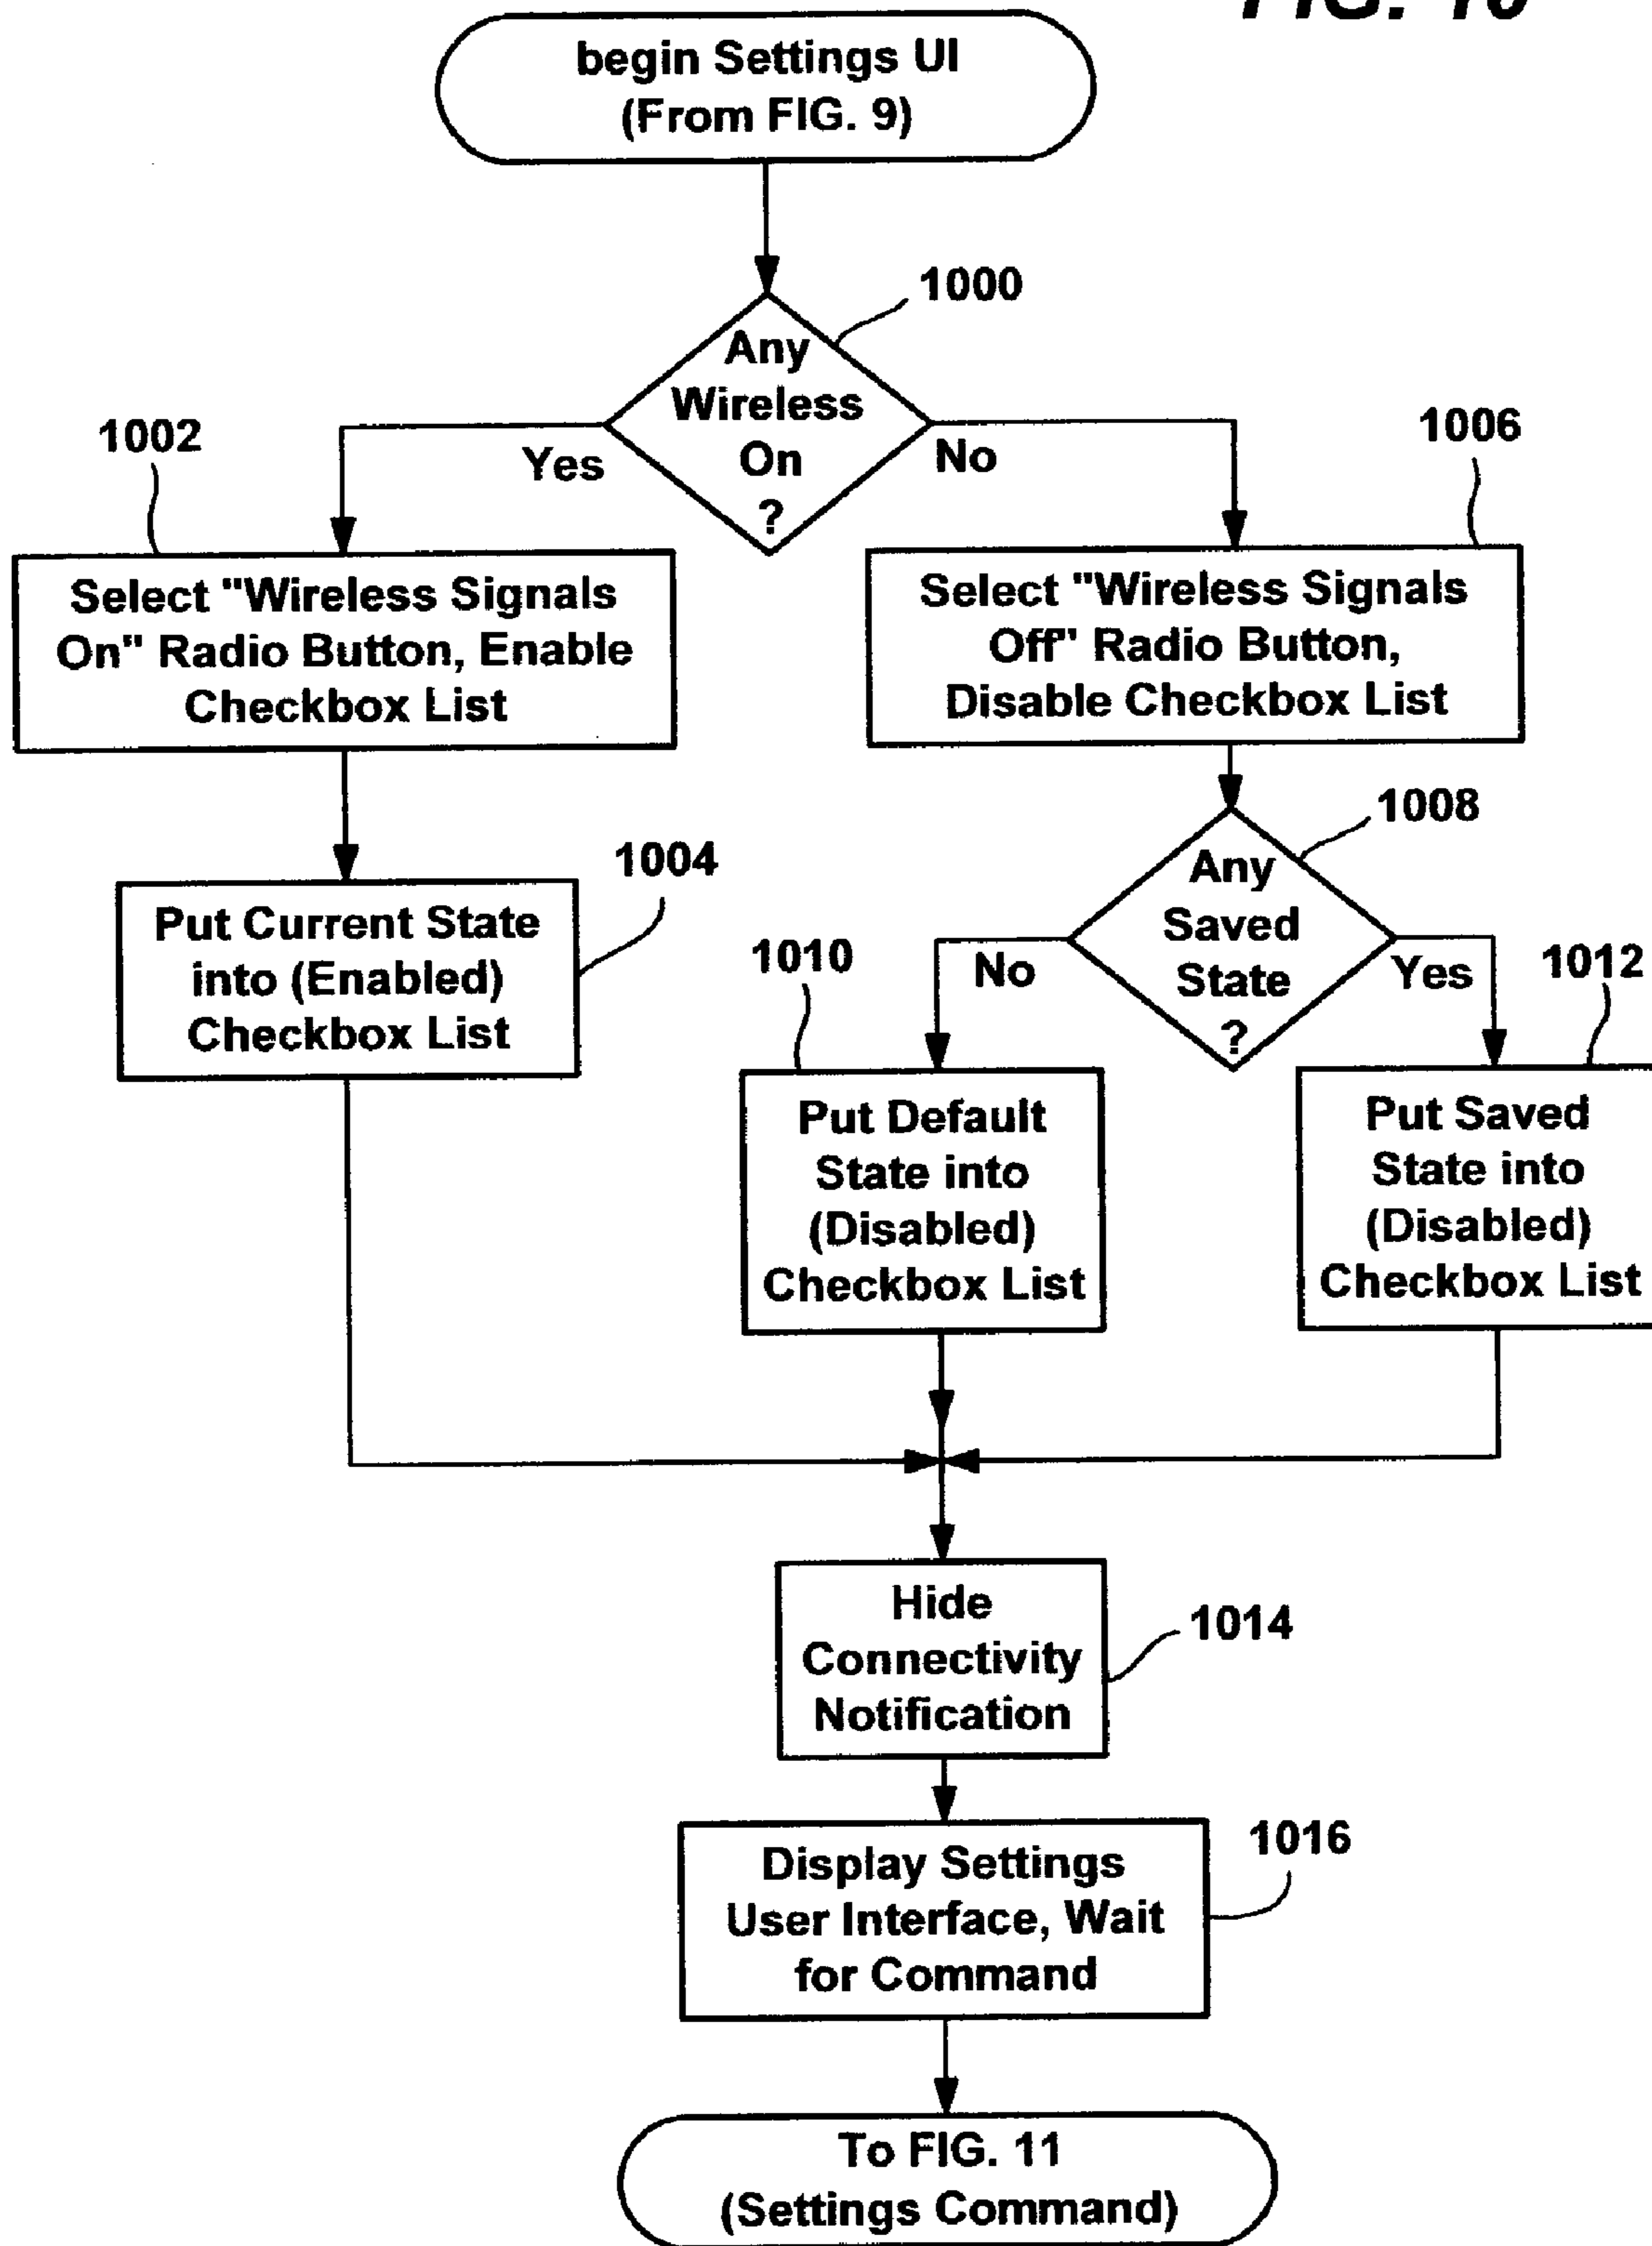 FIG. 10
begin Settings UI
(From FIG. 9)
1000
Any
Wireless
On
?
Yes
No
1002
1006
Select "Wireless Signals
On" Radio Button, Enable
Checkbox List
Select "Wireless Signals
Off" Radio Button,
Disable Checkbox List
1008
Any
Saved
State
?
1004
Put Current State
into (Enabled)
Checkbox List
No
Yes
1010
1012
Put Default
State into
(Disabled)
Checkbox List
Put Saved
State into
(Disabled)
Checkbox List
Hide
Connectivity
Notification
1014
Display Settings
User Interface, Wait
for Command
1016
To FIG. 11
(Settings Command)